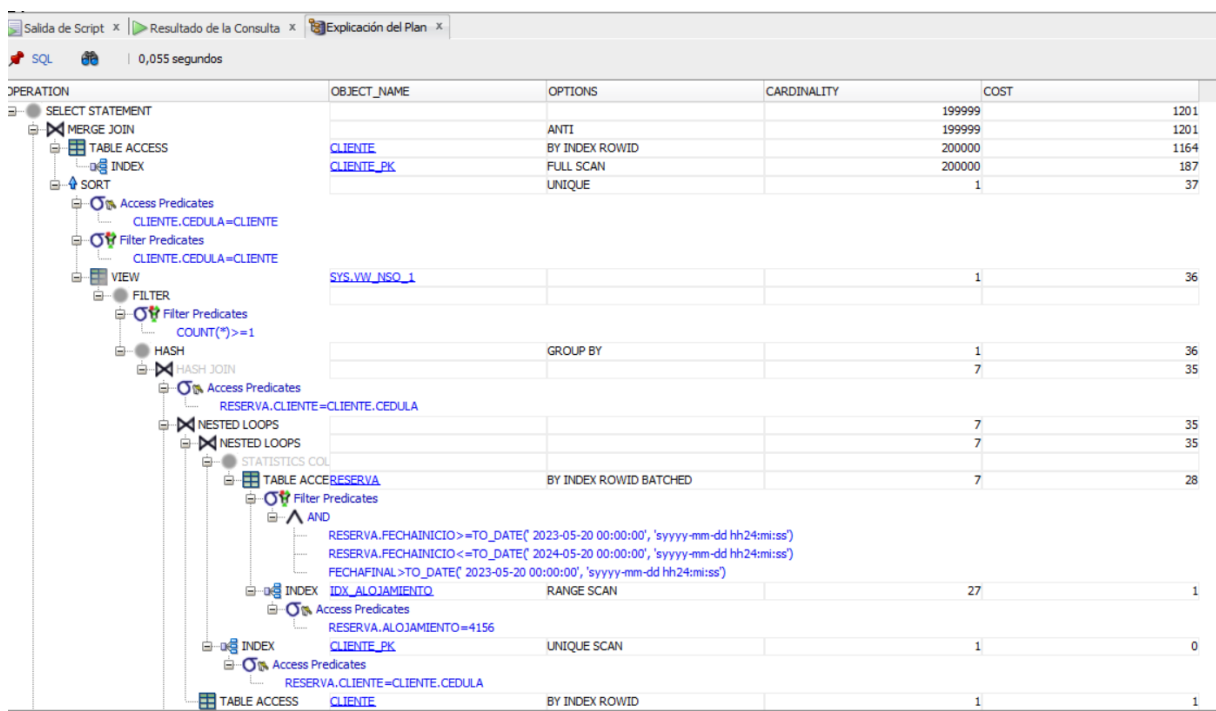 Salida de Script x Resultado de la Consulta x Explicación del Plan x
SQL | 0,055 segundos
OPERATION OBJECT_NAME OPTIONS CARDINALITY COST
SELECT STATEMENT 199999 1201
MERGE JOIN ANTI 199999 1201
TABLE ACCESS CLIENTE BY INDEX ROWID 200000 1164
INDEX CLIENTE_PK FULL SCAN 200000 187
SORT UNIQUE 1 37
Access Predicates
CLIENTE.CEDULA=CLIENTE
Filter Predicates
CLIENTE.CEDULA=CLIENTE
VIEW SYS.VW_NSO_1 1 36
FILTER
Filter Predicates
COUNT(*)>=1
HASH GROUP BY 1 36
HASH JOIN 7 35
Access Predicates
RESERVA.CLIENTE=CLIENTE.CEDULA
NESTED LOOPS 7 35
NESTED LOOPS 7 35
STATISTICS COL
TABLE ACCE RESERVA BY INDEX ROWID BATCHED 7 28
Filter Predicates
AND
RESERVA.FECHAINICIO>=TO_DATE(' 2023-05-20 00:00:00', 'syyyy-mm-dd hh24:mi:ss')
RESERVA.FECHAINICIO<=TO_DATE(' 2024-05-20 00:00:00', 'syyyy-mm-dd hh24:mi:ss')
FECHAFINAL>TO_DATE(' 2023-05-20 00:00:00', 'syyyy-mm-dd hh24:mi:ss')
INDEX IDX_ALOJAMIENTO RANGE SCAN 27 1
Access Predicates
RESERVA.ALOJAMIENTO=4156
INDEX CLIENTE_PK UNIQUE SCAN 1 0
Access Predicates
RESERVA.CLIENTE=CLIENTE.CEDULA
TABLE ACCESS CLIENTE BY INDEX ROWID 1 1